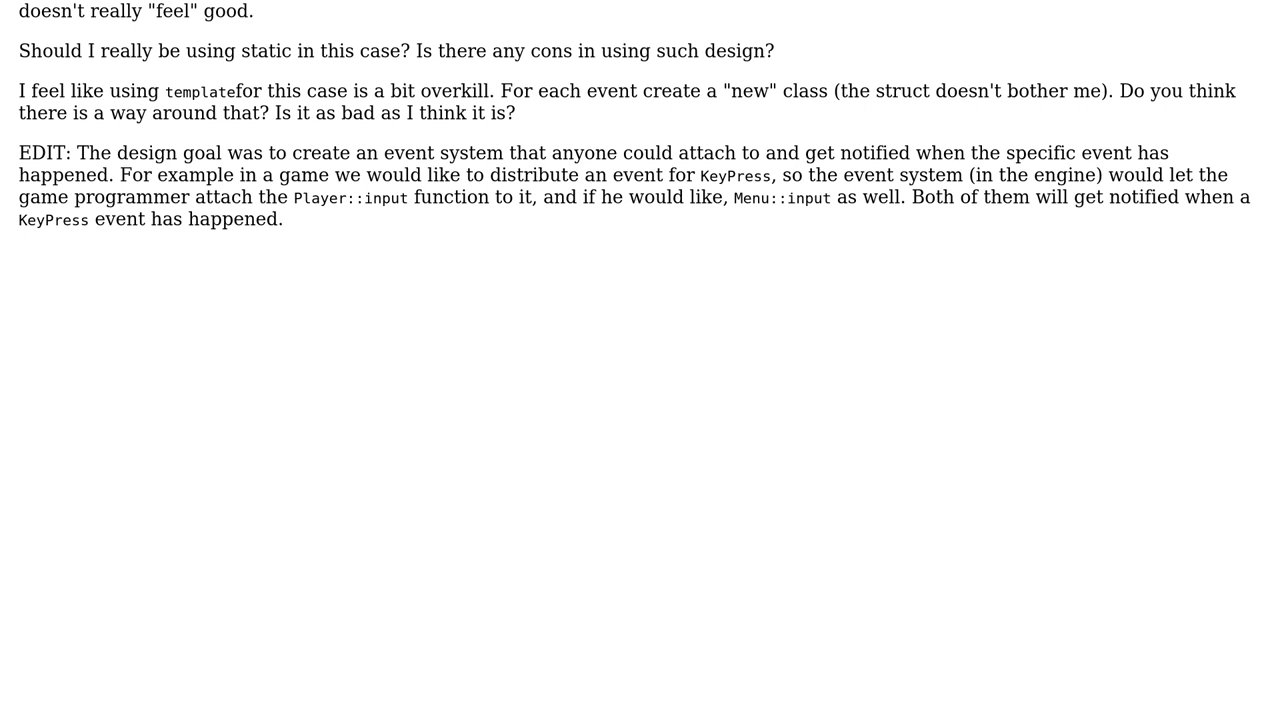 doesn't really "feel" good.
Should I really be using static in this case? Is there any cons in using such design?
I feel like using templatefor this case is a bit overkill. For each event create a "new" class (the struct doesn't bother me). Do you think
there is a way around that? Is it as bad as I think it is?
EDIT: The design goal was to create an event system that anyone could attach to and get notified when the specific event has
happened. For example in a game we would like to distribute an event for KeyPress, so the event system (in the engine) would let the
game programmer attach the Player::input function to it, and if he would like, Menu::input as well. Both of them will get notified when a
KeyPress event has happened.